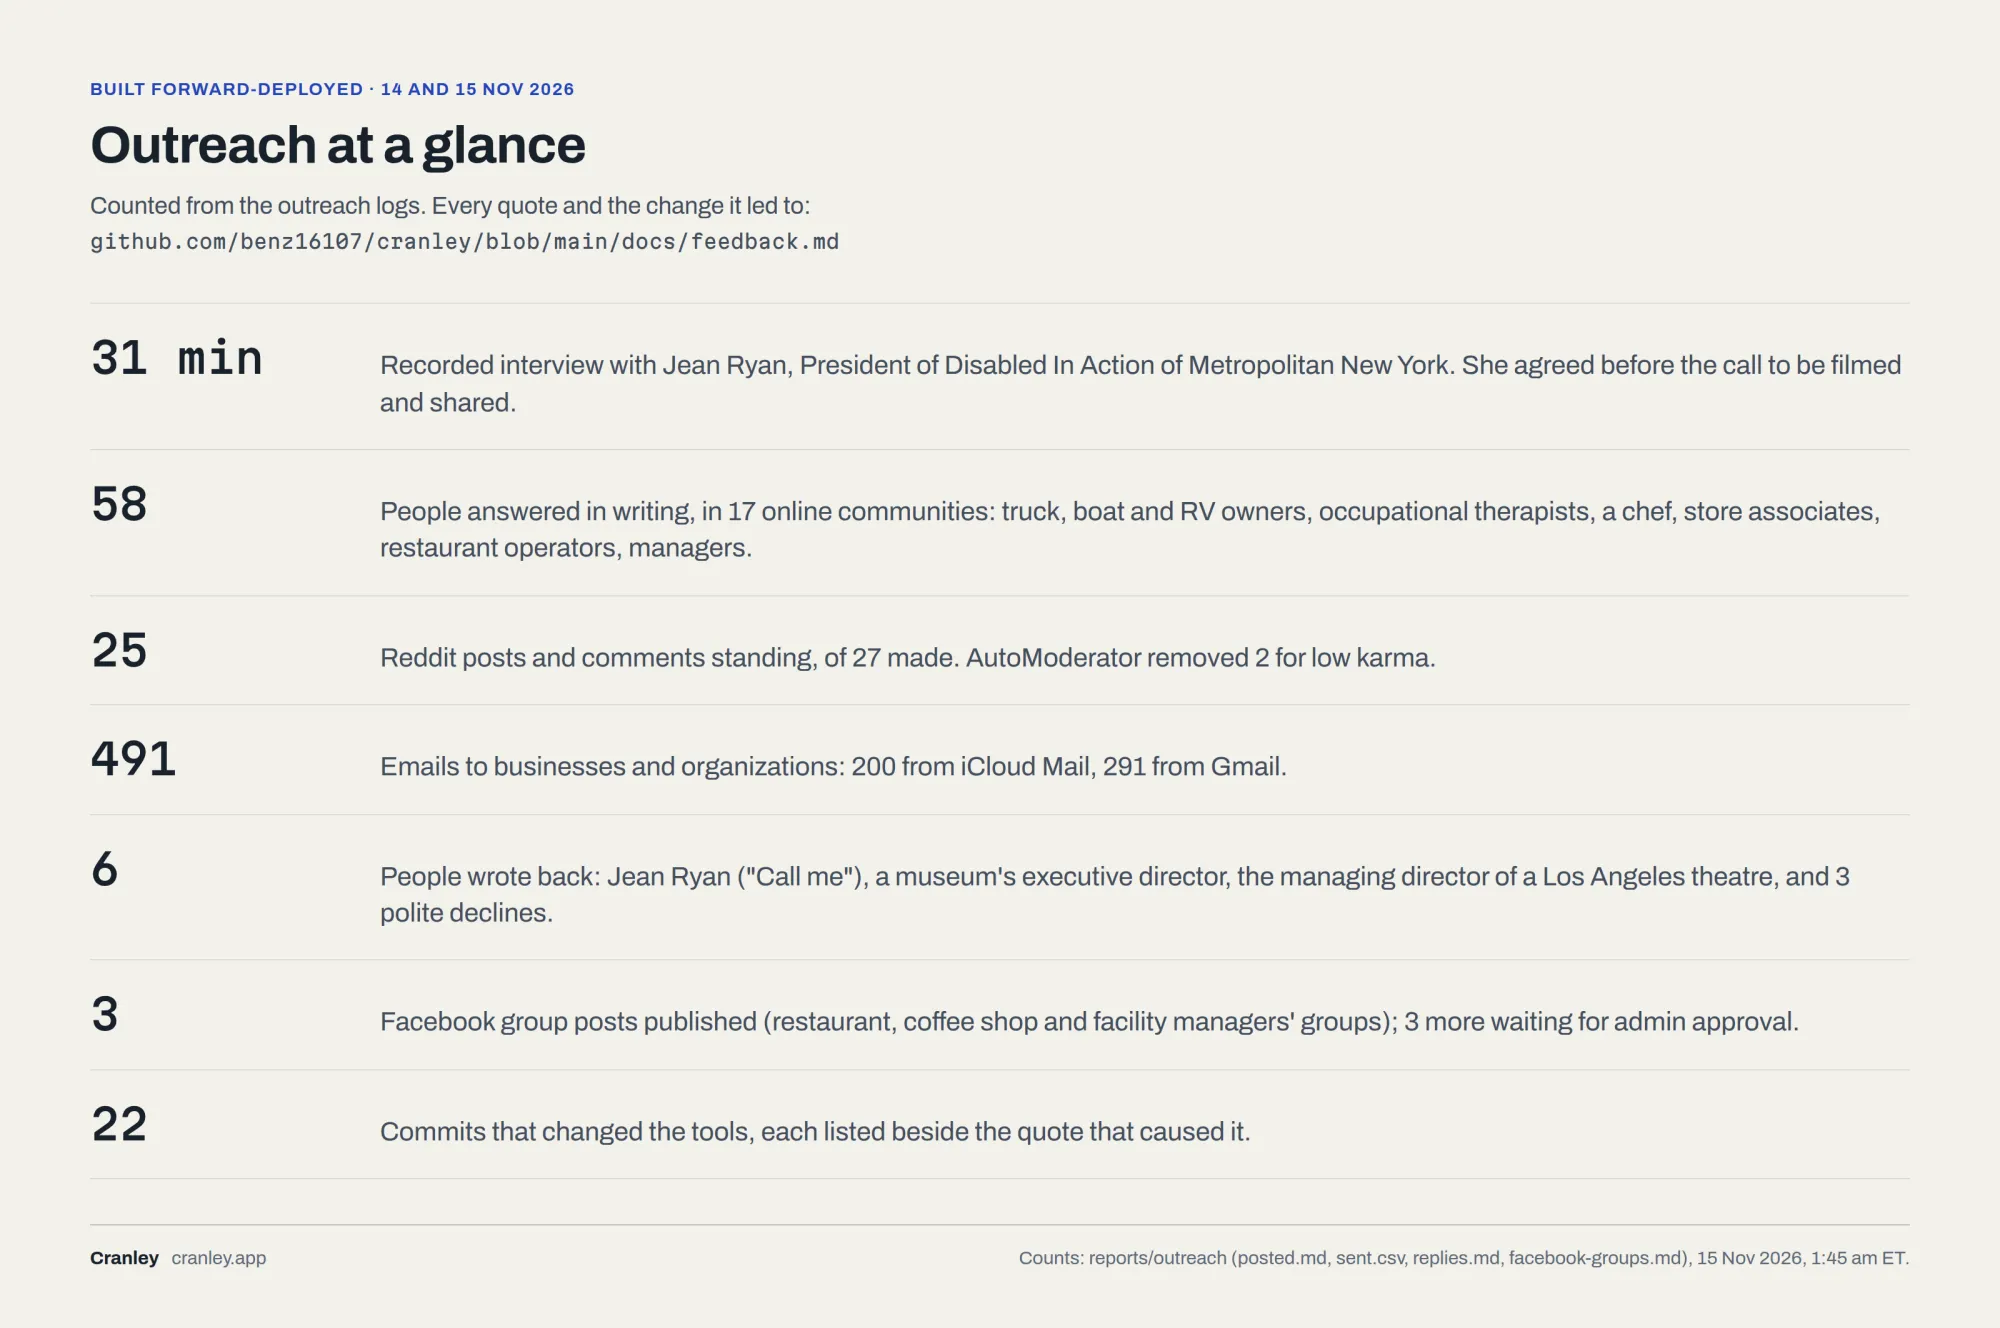 BUILT FORWARD-DEPLOYED · 14 AND 15 NOV 2026
Outreach at a glance
Counted from the outreach logs. Every quote and the change it led to:
github.com/benz16107/cranley/blob/main/docs/feedback.md
31 min
Recorded interview with Jean Ryan, President of Disabled In Action of Metropolitan New York. She agreed before the call to be filmed
and shared.
58
People answered in writing, in 17 online communities: truck, boat and RV owners, occupational therapists, a chef, store associates,
restaurant operators, managers.
25
Reddit posts and comments standing, of 27 made. AutoModerator removed 2 for low karma.
491
Emails to businesses and organizations: 200 from iCloud Mail, 291 from Gmail.
6
People wrote back: Jean Ryan ("Call me"), a museum's executive director, the managing director of a Los Angeles theatre, and 3
polite declines.
3
Facebook group posts published (restaurant, coffee shop and facility managers' groups); 3 more waiting for admin approval.
22
Commits that changed the tools, each listed beside the quote that caused it.
Cranley cranley.app
Counts: reports/outreach (posted.md, sent.csv, replies.md, facebook-groups.md), 15 Nov 2026, 1:45 am ET.